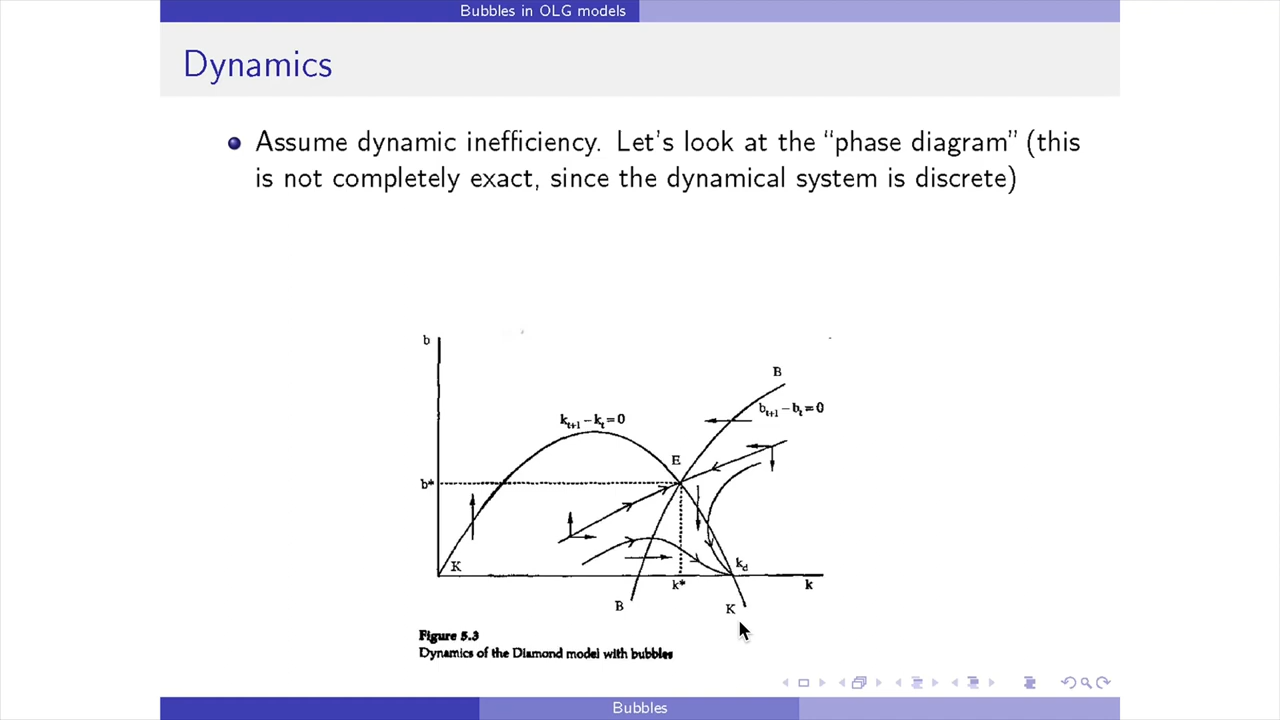 Bubbles in OLG models
Dynamics
Assume dynamic inefficiency. Let's look at the “phase diagram” (this
is not completely exact, since the dynamical system is discrete)
b
B
k_{t+1} – k_t = 0
b_{t+1} – b_t = 0
E
b*
K
k_d
k*
k
B
K
Figure 5.3
Dynamics of the Diamond model with bubbles
Bubbles